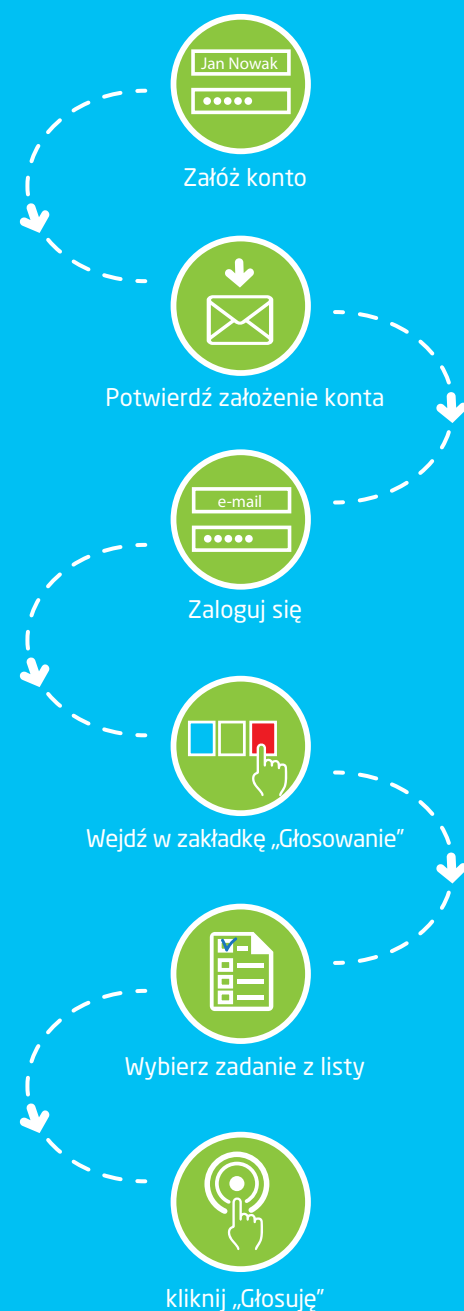 Jan Nowak
Załóż konto
Potwierdź założenie konta
e-mail
Zaloguj się
Wejdź w zakładkę „Głosowanie”
Wybierz zadanie z listy
kliknij „Głosuję”